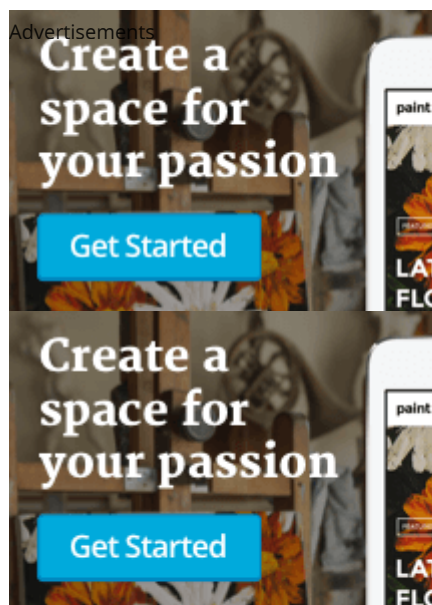 Advertisements
Create a
space for
your passion
Get Started
paint
LAT
FLO
Create a
space for
your passion
Get Started
paint
LAT
FLO